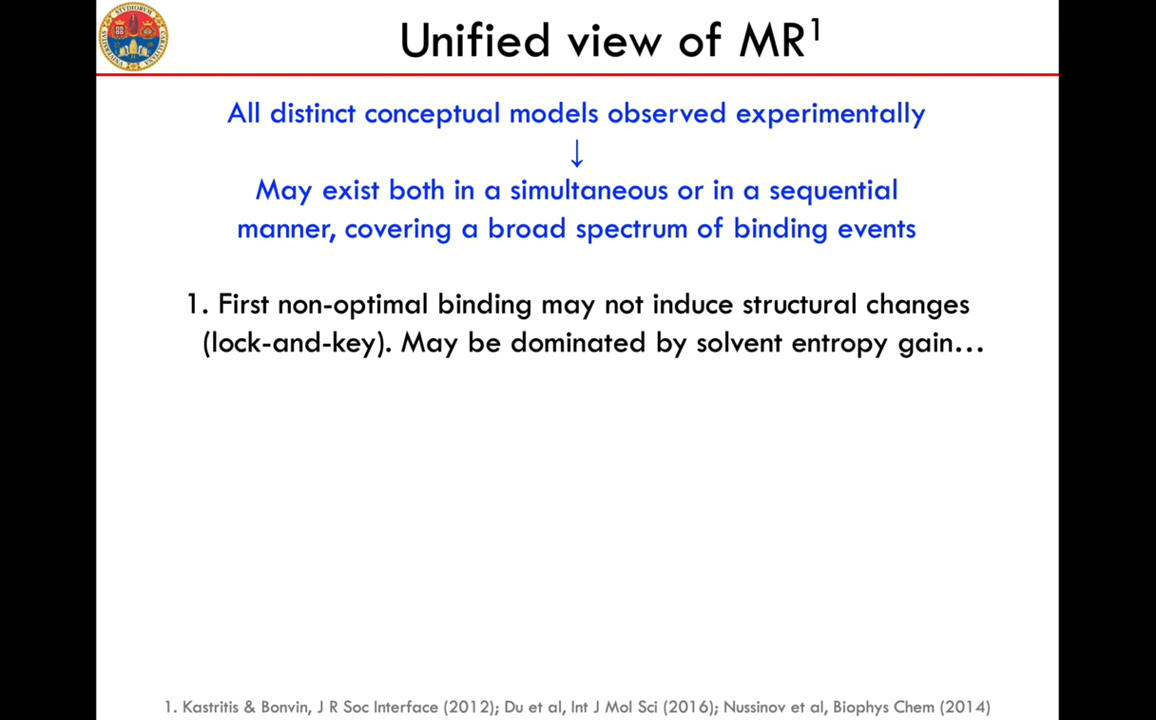 Unified view of MR¹
All distinct conceptual models observed experimentally
↓
May exist both in a simultaneous or in a sequential
manner, covering a broad spectrum of binding events
1. First non-optimal binding may not induce structural changes
(lock-and-key). May be dominated by solvent entropy gain…
1. Kastritis & Bonvin, J R Soc Interface (2012); Du et al, Int J Mol Sci (2016); Nussinov et al, Biophys Chem (2014)